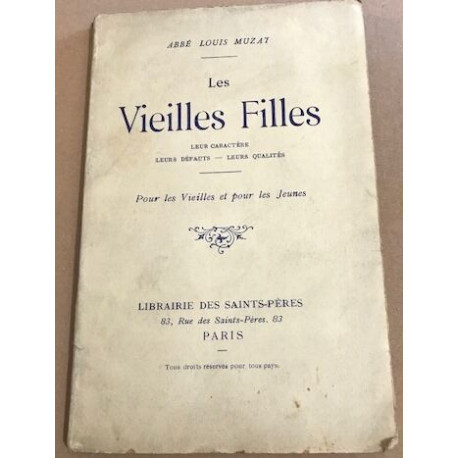 ABBÉ LOUIS MUZAT
Les
Vieilles Filles
LEUR CARACTÈRE
LEURS DÉFAUTS — LEURS QUALITÉS
Pour les Vieilles et pour les Jeunes
LIBRAIRIE DES SAINTS-PÈRES
83, Rue des Saints-Pères, 83
PARIS
Tous droits réservés pour tous pays.